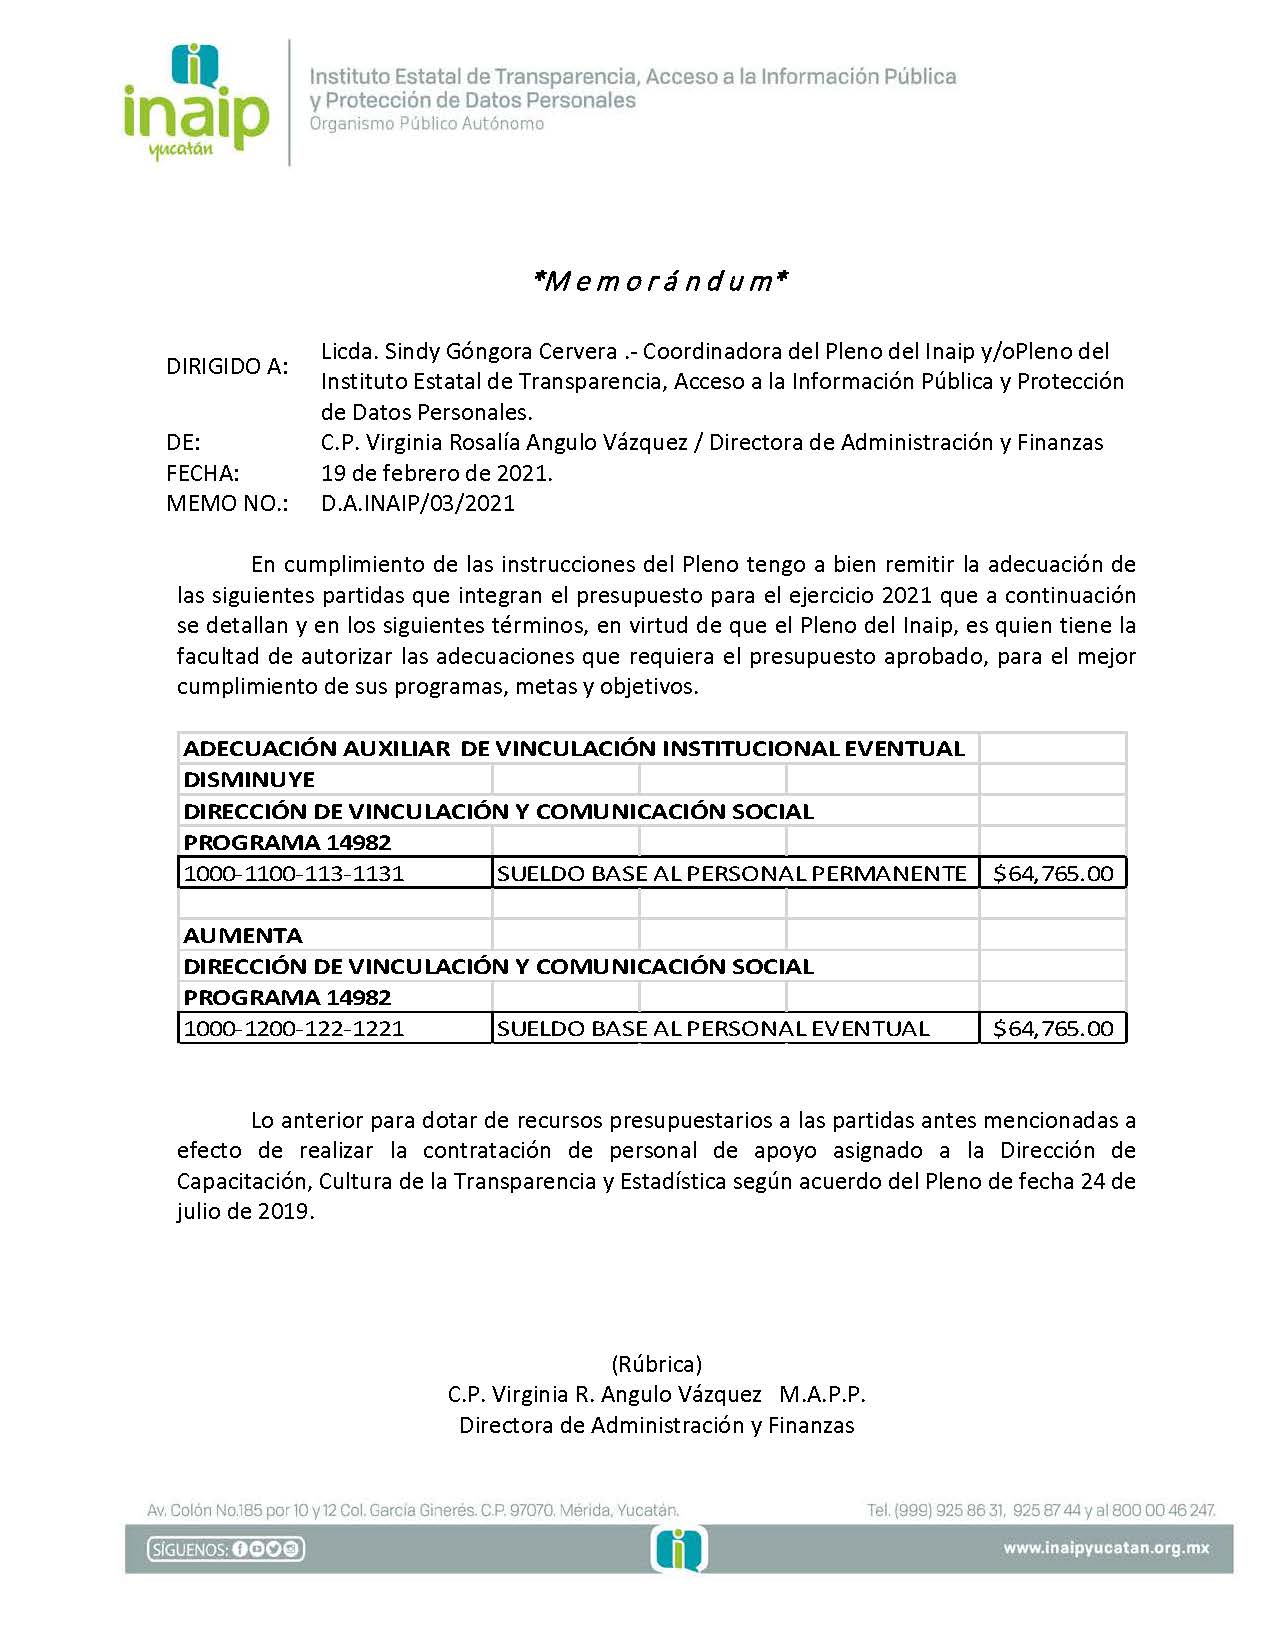 inaip
yucatán
Instituto Estatal de Transparencia, Acceso a la Información Pública
y Protección de Datos Personales
Organismo Público Autónomo
*M e m o r á n d u m*
DIRIGIDO A:
Licda. Sindy Góngora Cervera .- Coordinadora del Pleno del Inaip y/oPleno del
Instituto Estatal de Transparencia, Acceso a la Información Pública y Protección
de Datos Personales.
DE: C.P. Virginia Rosalía Angulo Vázquez / Directora de Administración y Finanzas
FECHA: 19 de febrero de 2021.
MEMO NO.: D.A.INAIP/03/2021
En cumplimiento de las instrucciones del Pleno tengo a bien remitir la adecuación de
las siguientes partidas que integran el presupuesto para el ejercicio 2021 que a continuación
se detallan y en los siguientes términos, en virtud de que el Pleno del Inaip, es quien tiene la
facultad de autorizar las adecuaciones que requiera el presupuesto aprobado, para el mejor
cumplimiento de sus programas, metas y objetivos.
ADECUACIÓN AUXILIAR DE VINCULACIÓN INSTITUCIONAL EVENTUAL
DISMINUYE
DIRECCIÓN DE VINCULACIÓN Y COMUNICACIÓN SOCIAL
PROGRAMA 14982
1000-1100-113-1131 SUELDO BASE AL PERSONAL PERMANENTE $64,765.00
AUMENTA
DIRECCIÓN DE VINCULACIÓN Y COMUNICACIÓN SOCIAL
PROGRAMA 14982
1000-1200-122-1221 SUELDO BASE AL PERSONAL EVENTUAL $64,765.00
Lo anterior para dotar de recursos presupuestarios a las partidas antes mencionadas a
efecto de realizar la contratación de personal de apoyo asignado a la Dirección de
Capacitación, Cultura de la Transparencia y Estadística según acuerdo del Pleno de fecha 24 de
julio de 2019.
(Rúbrica)
C.P. Virginia R. Angulo Vázquez M.A.P.P.
Directora de Administración y Finanzas
Av. Colón No.185 por 10 y 12 Col. García Ginerés. C.P. 97070. Mérida, Yucatán. Tel. (999) 925 86 31, 925 87 44 y al 800 00 46 247.
SÍGUENOS: www.inaipyucatan.org.mx